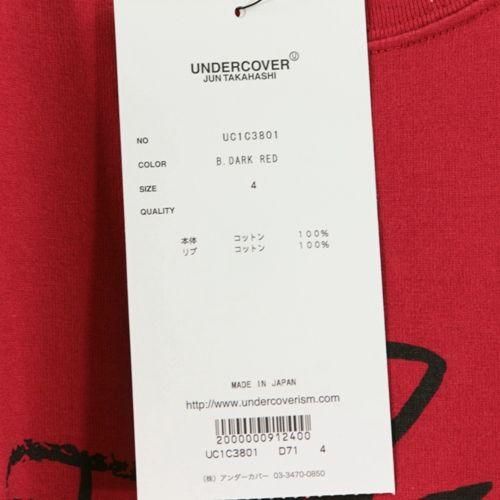 UNDERCOVER
JUN TAKAHASHI
NO UC1C3801
COLOR B.DARK RED
SIZE 4
QUALITY
本体 コットン 100%
リブ コットン 100%
MADE IN JAPAN
http://www.undercoverism.com
2000000912400
UC1C3801 D71 4
(株) アンダーカバー 03-3470-0850